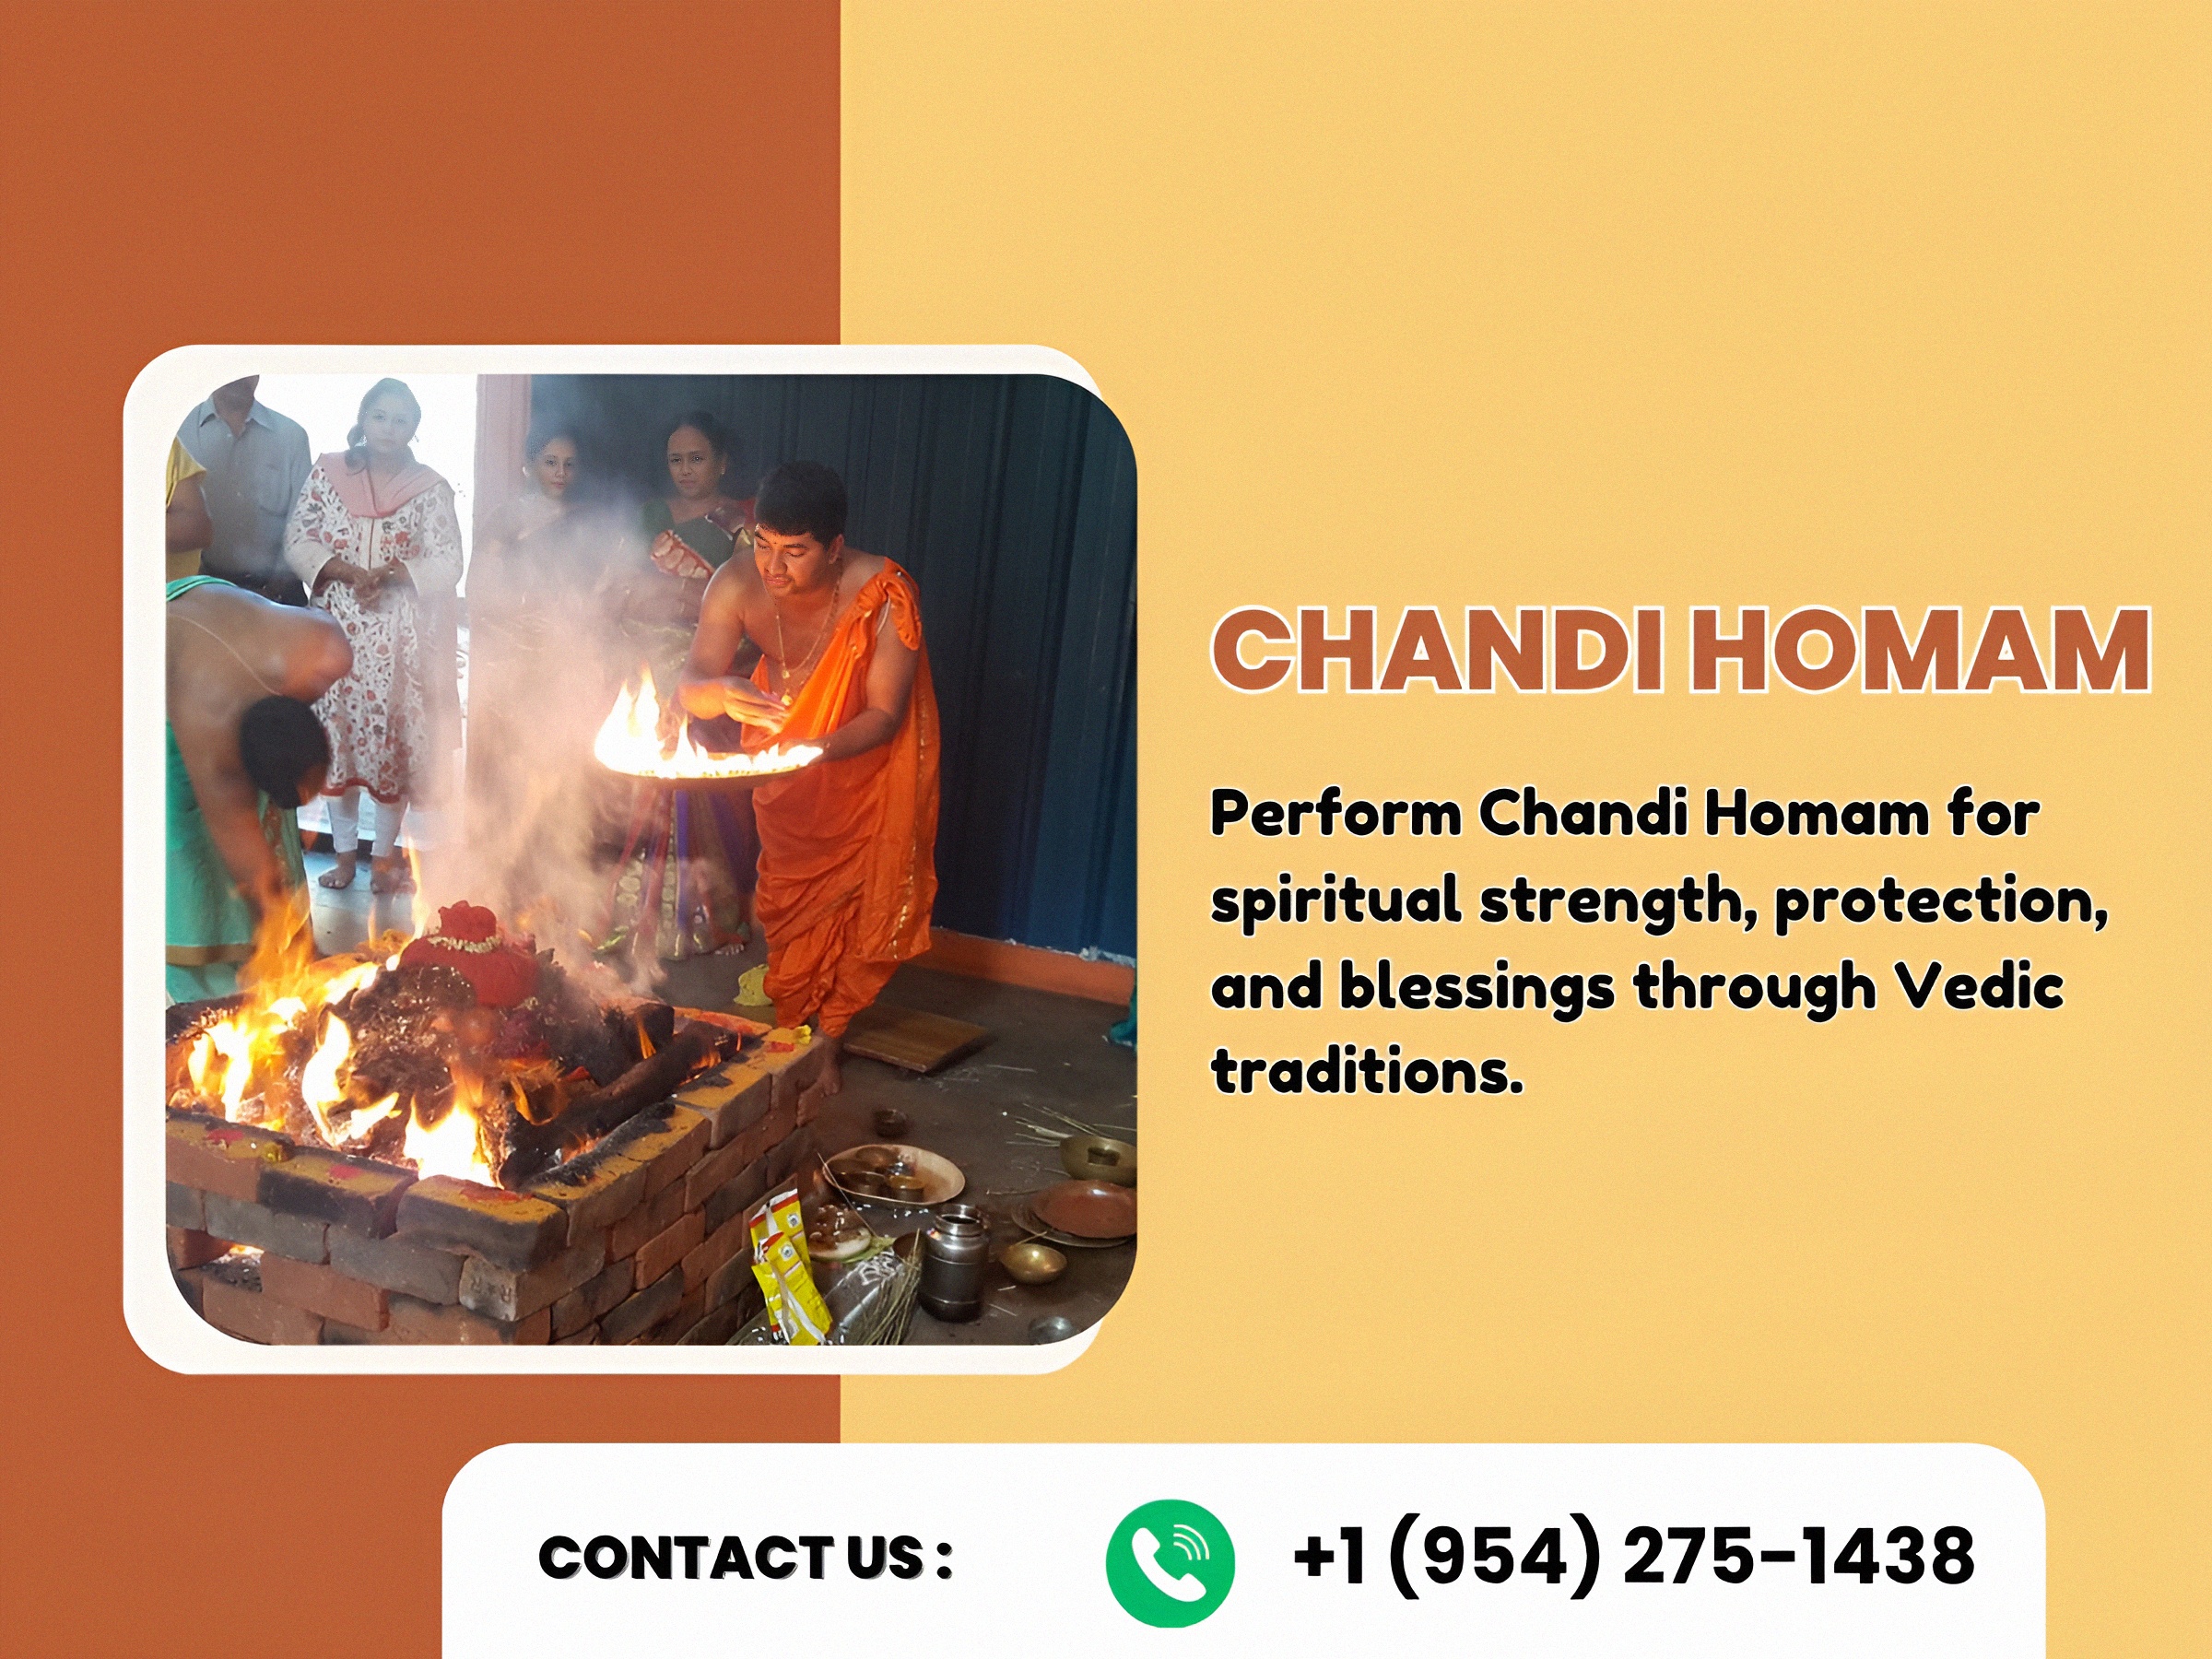 CHANDI HOMAM
Perform Chandi Homam for
spiritual strength, protection,
and blessings through Vedic
traditions.
CONTACT US :
+1 (954) 275-1438